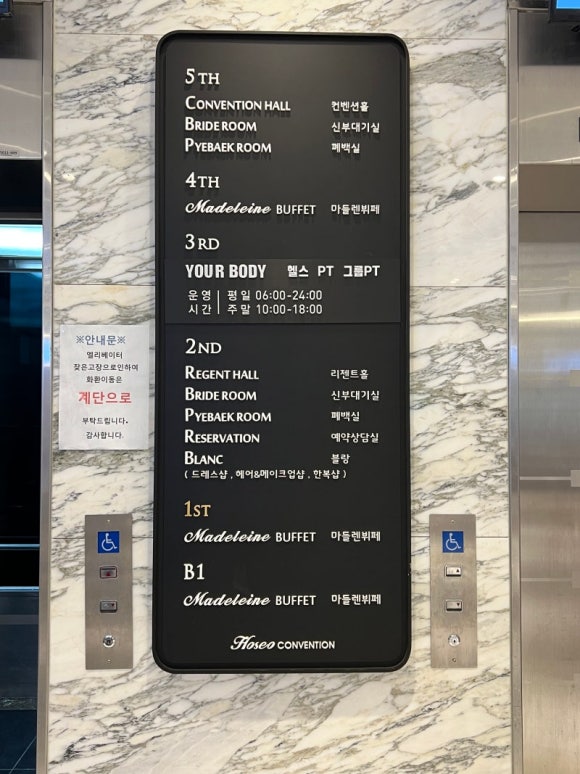 5TH
CONVENTION HALL 컨벤션홀
BRIDE ROOM 신부대기실
PYEBAEK ROOM 폐백실
4TH
Madeleine BUFFET 마들렌뷔페
3RD
YOUR BODY 헬스 PT 그룹PT
운영 평일 06:00-24:00
시간 주말 10:00-18:00
2ND
REGENT HALL 리젠트홀
BRIDE ROOM 신부대기실
PYEBAEK ROOM 폐백실
RESERVATION 예약상담실
BLANC 블랑
( 드레스샵 , 헤어&메이크업샵 , 한복샵 )
1ST
Madeleine BUFFET 마들렌뷔페
B1
Madeleine BUFFET 마들렌뷔페
Hoseo CONVENTION
※안내문※
엘리베이터
잦은고장으로인하여
화환이동은
계단으로
부탁드립니다.
감사합니다.